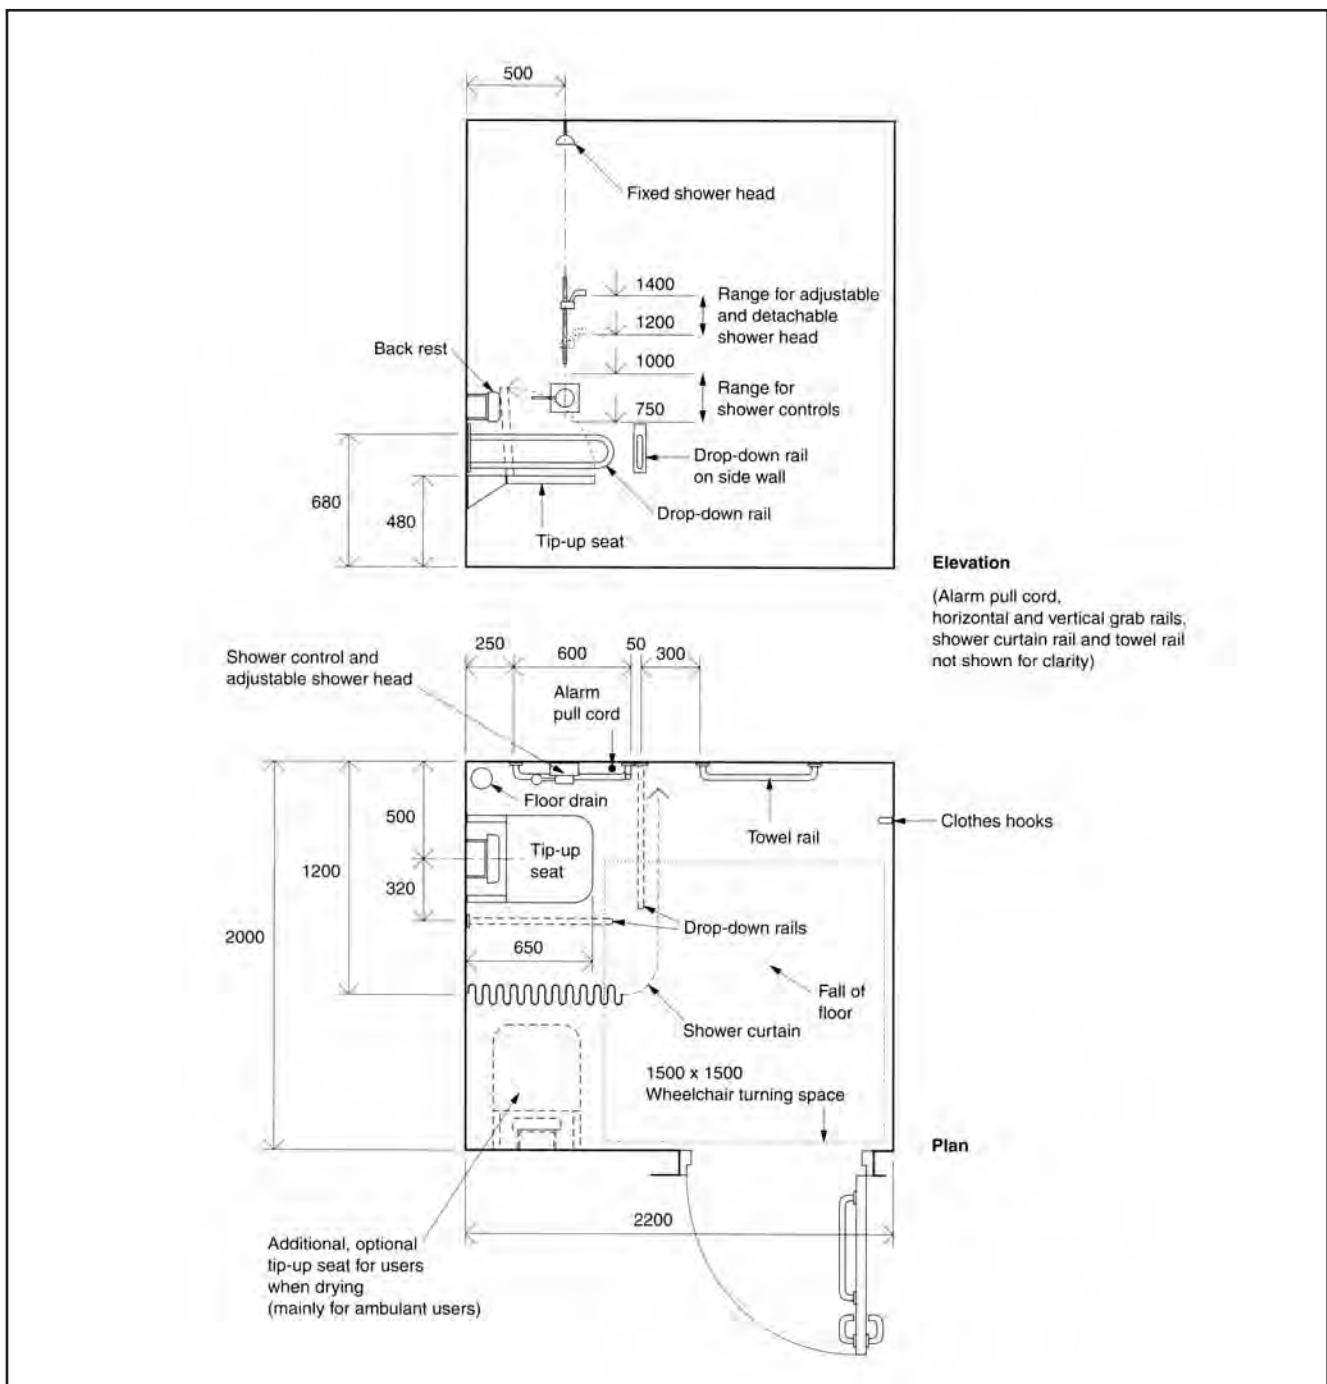 500
Fixed shower head
1400
Range for adjustable
and detachable
shower head
1200
Back rest
1000
Range for
shower controls
750
Drop-down rail
on side wall
680
480
Drop-down rail
Tip-up seat
Elevation
(Alarm pull cord,
horizontal and vertical grab rails,
shower curtain rail and towel rail
not shown for clarity)
250
600
50
300
Shower control and
adjustable shower head
Alarm
pull cord
Floor drain
500
Towel rail
Clothes hooks
Tip-up
seat
1200
320
Drop-down rails
2000
650
Fall of
floor
Shower curtain
1500 x 1500
Wheelchair turning space
Plan
2200
Additional, optional
tip-up seat for users
when drying
(mainly for ambulant users)